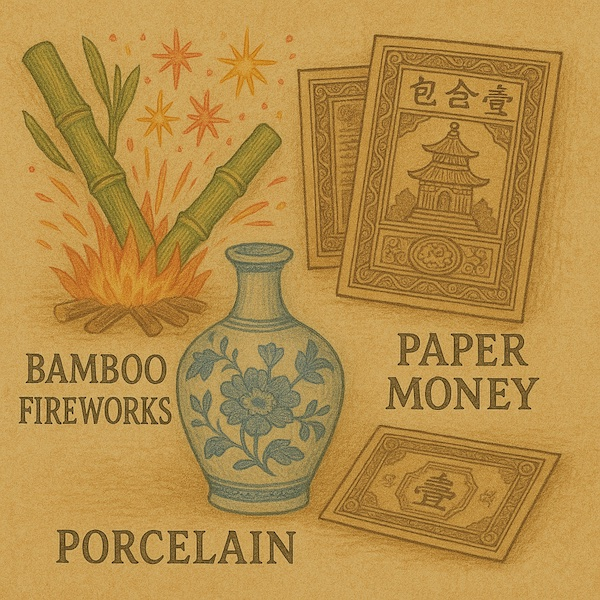 包合壹
BAMBOO
FIREWORKS
PAPER
MONEY
壹
PORCELAIN